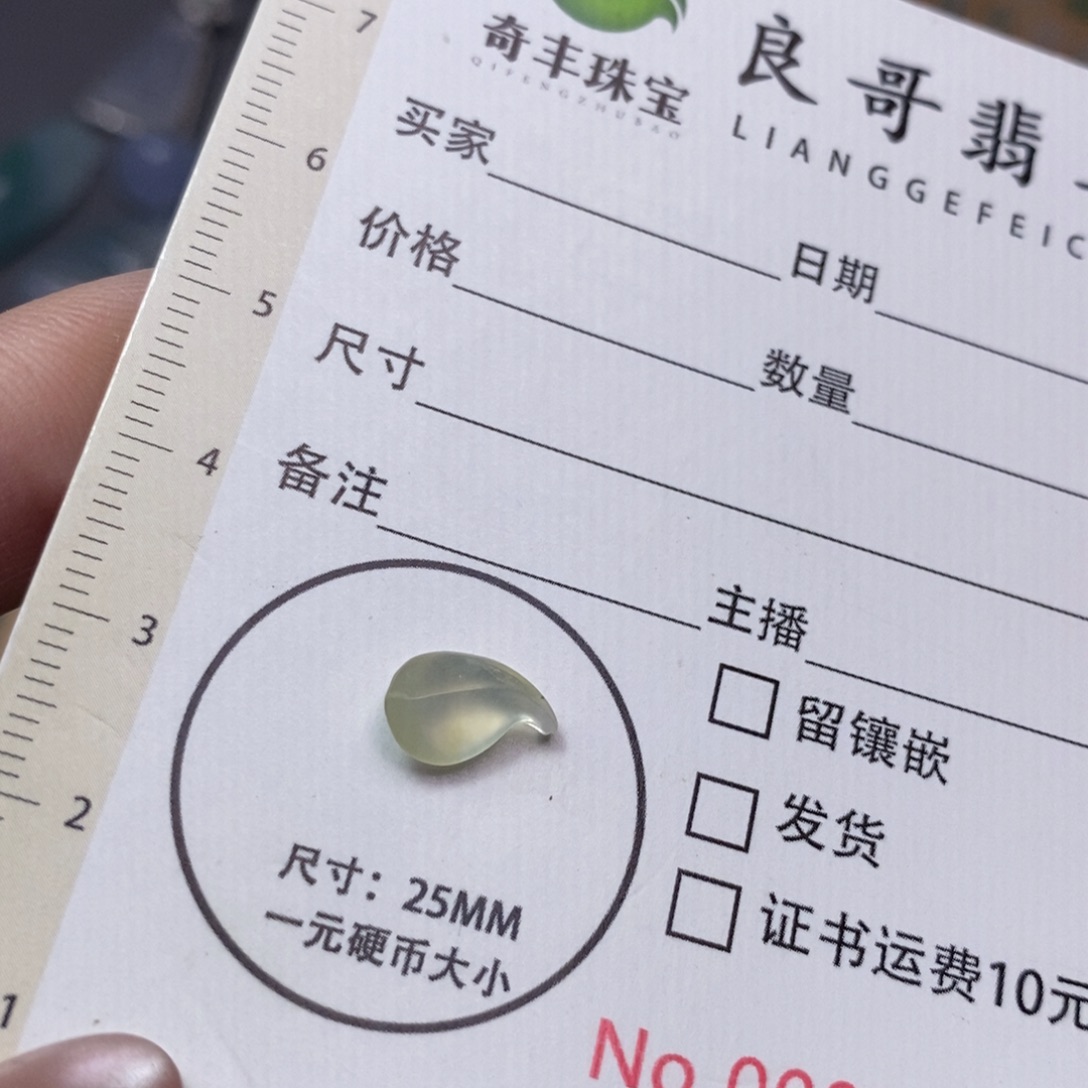 奇丰珠宝
QIFENGZHUBAO
良哥翡
LIANGGEFEIC
买家
日期
价格
数量
尺寸
备注
主播
留镶嵌
发货
证书运费10元
尺寸：25MM
一元硬币大小
No
7
6
5
4
3
2
1